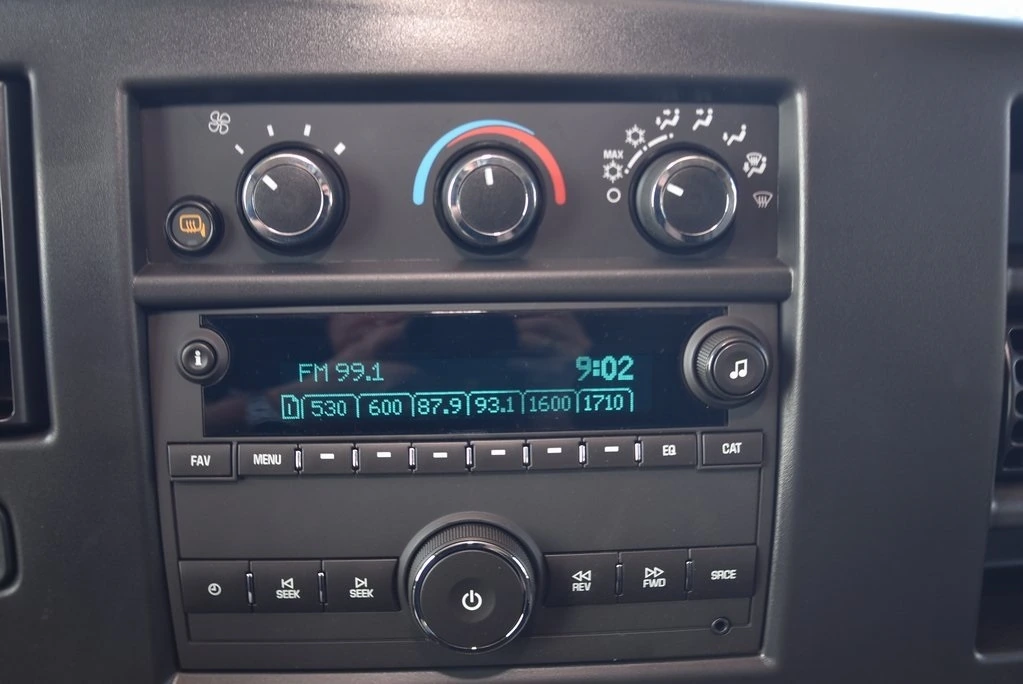 MAX
FM 99.1 9:02
1 530 600 87.9 93.1 1600 1710
FAV MENU EQ CAT
SEEK SEEK REV FWD SRCE